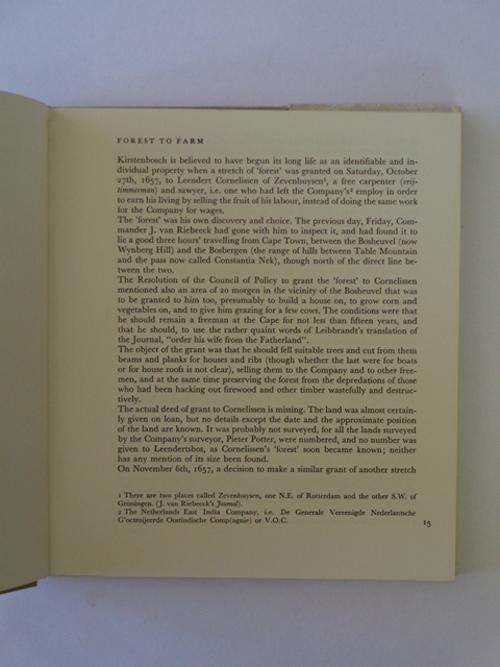 FOREST TO FARM
Kirstenbosch is believed to have begun its long life as an identifiable and in-
dividual property when a stretch of 'forest' was granted on Saturday, October
27th, 1657, to Leendert Cornelissen of Zevenhuysen¹, a free carpenter (vrij-
timmerman) and sawyer, i.e. one who had left the Company's² employ in order
to earn his living by selling the fruit of his labour, instead of doing the same work
for the Company for wages.
The 'forest' was his own discovery and choice. The previous day, Friday, Com-
mander J. van Riebeeck had gone with him to inspect it, and had found it to
lie a good three hours' travelling from Cape Town, between the Bosheuvel (now
Wynberg Hill) and the Bosbergen (the range of hills between Table Mountain
and the pass now called Constantia Nek), though north of the direct line be-
tween the two.
The Resolution of the Council of Policy to grant the 'forest' to Cornelissen
mentioned also an area of 20 morgen in the vicinity of the Bosheuvel that was
to be granted to him too, presumably to build a house on, to grow corn and
vegetables on, and to give him grazing for a few cows. The conditions were that
he should remain a freeman at the Cape for not less than fifteen years, and
that he should, to use the rather quaint words of Leibbrandt's translation of
the Journal, "order his wife from the Fatherland".
The object of the grant was that he should fell suitable trees and cut from them
beams and planks for houses and ribs (though whether the last were for boats
or for house roofs is not clear), selling them to the Company and to other free-
men, and at the same time preserving the forest from the depredations of those
who had been hacking out firewood and other timber wastefully and destruc-
tively.
The actual deed of grant to Cornelissen is missing. The land was almost certain-
ly given on loan, but no details except the date and the approximate position
of the land are known. It was probably not surveyed, for all the lands surveyed
by the Company's surveyor, Pieter Potter, were numbered, and no number was
given to Leendertsbos, as Cornelissen's 'forest' soon became known; neither
has any mention of its size been found.
On November 6th, 1657, a decision to make a similar grant of another stretch
1 There are two places called Zevenhuysen, one N.E. of Rotterdam and the other S.W. of
Groningen. (J. van Riebeeck's Journal).
2 The Netherlands East India Company, i.e. De Generale Vereenigde Nederlantsche
G'octroijeerde Oostindische Comp(agnie) or V.O.C.
15